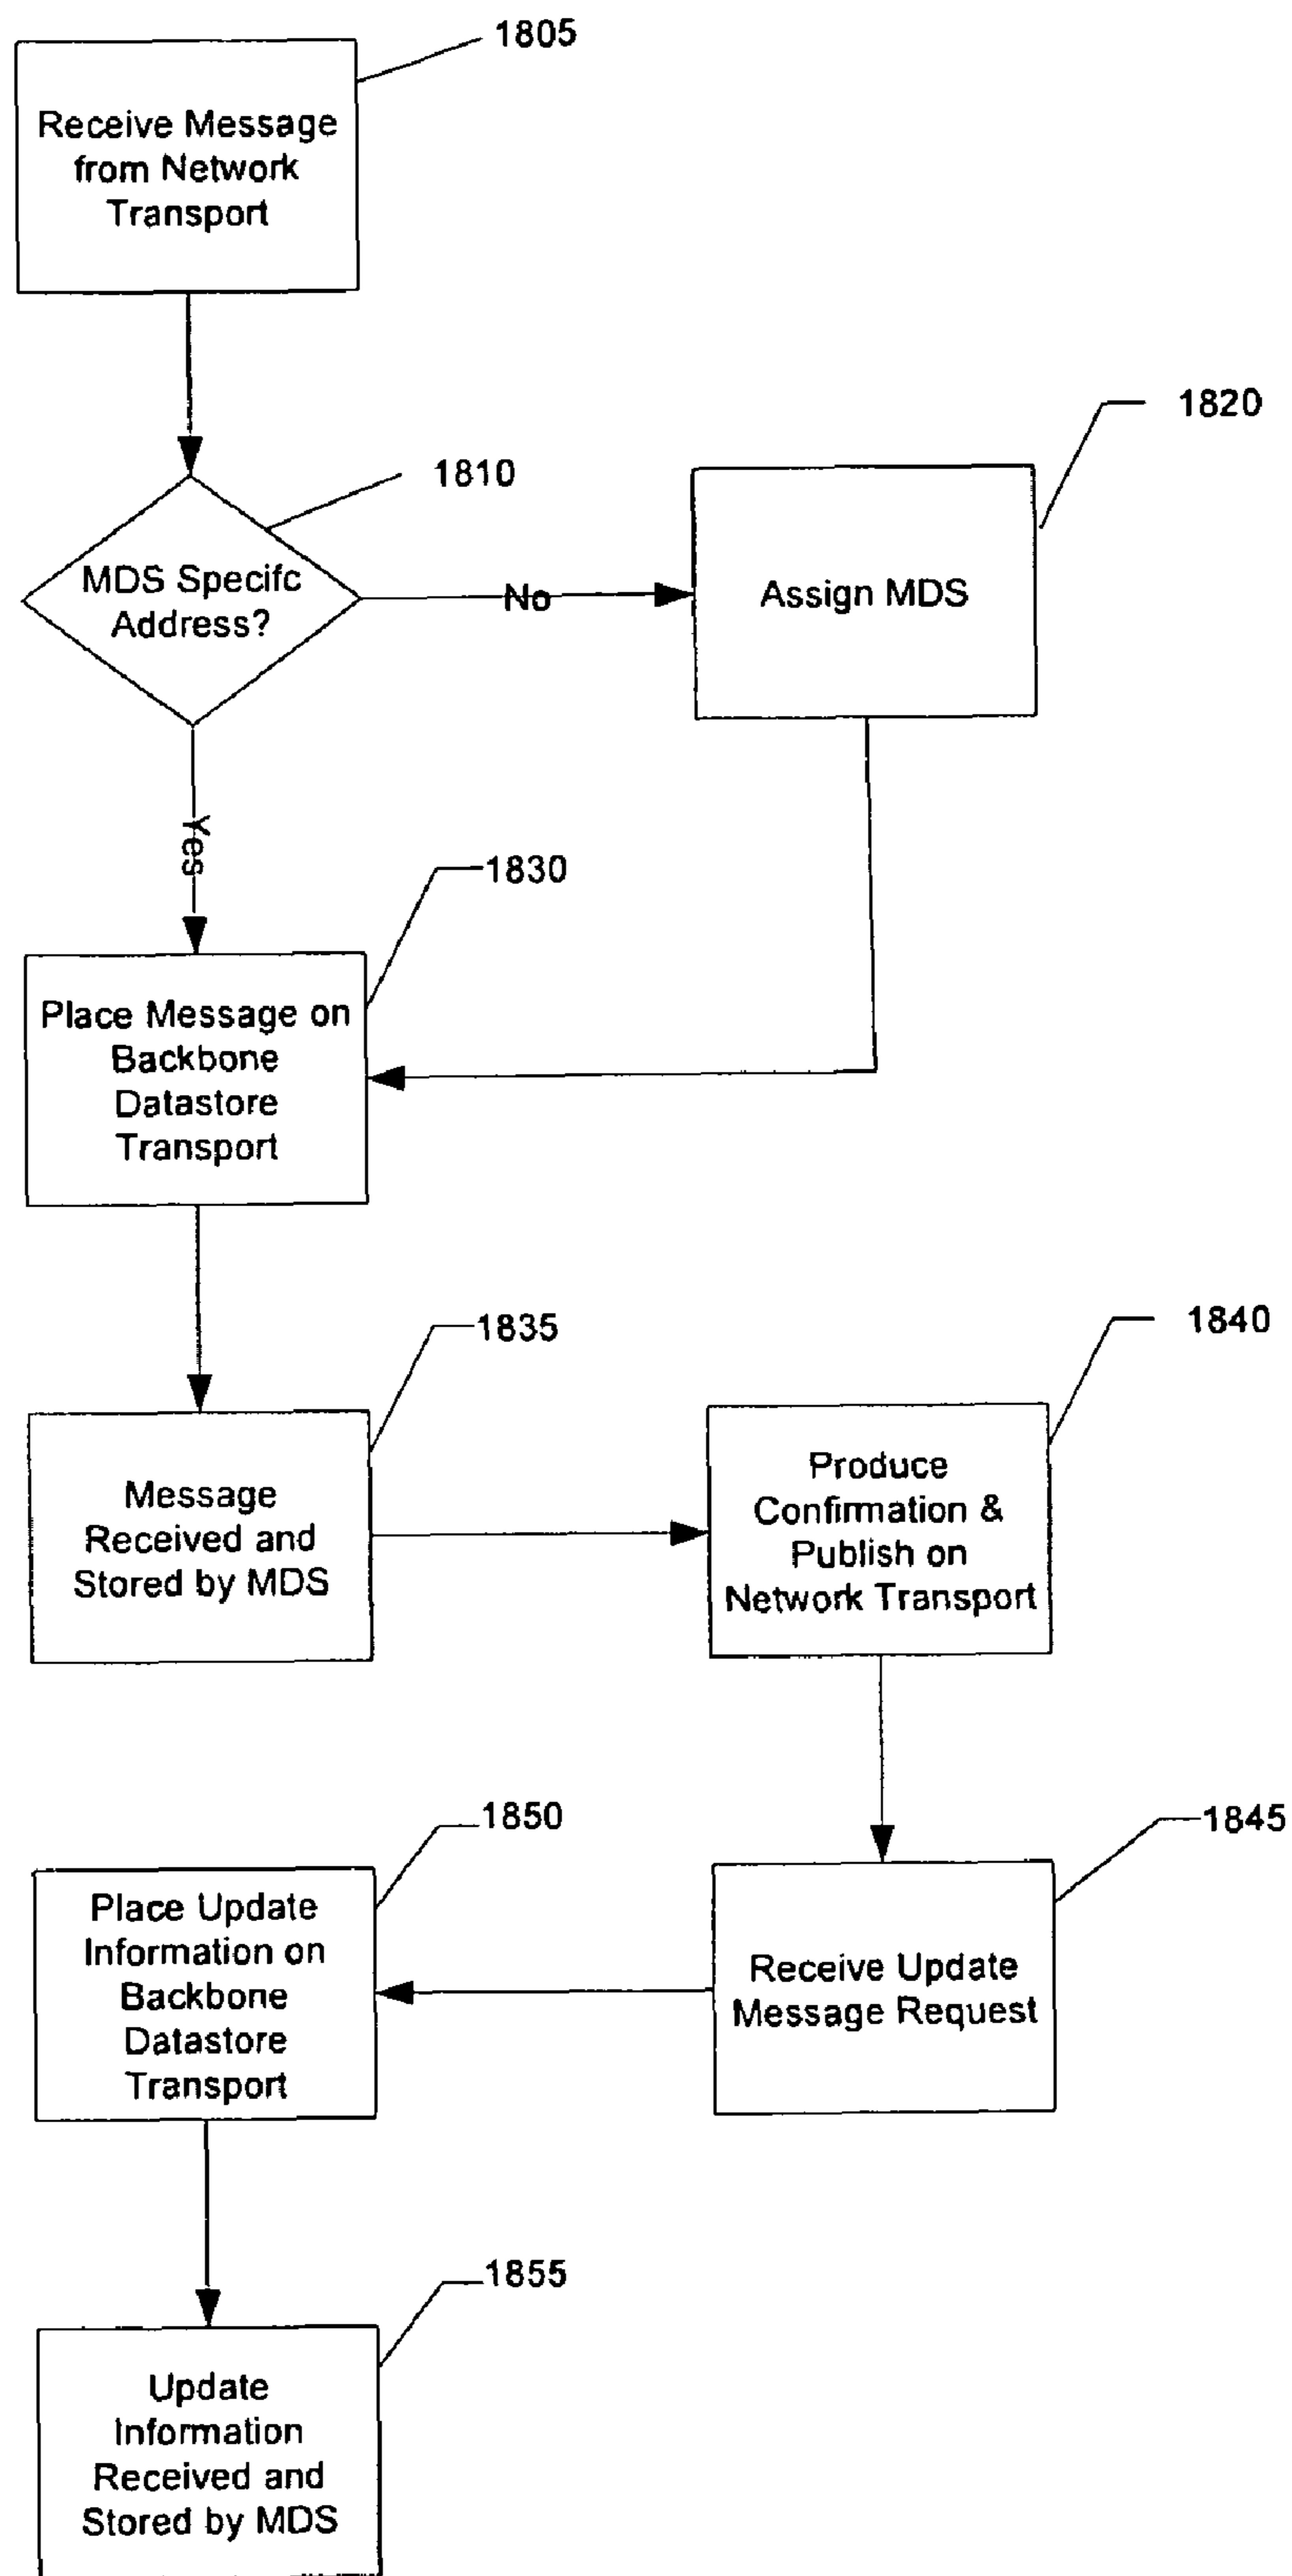 1805
Receive Message
from Network
Transport
1810
MDS Specifc
Address?
No
1820
Assign MDS
Yes
1830
Place Message on
Backbone
Datastore
Transport
1835
Message
Received and
Stored by MDS
1840
Produce
Confirmation &
Publish on
Network Transport
1845
Receive Update
Message Request
1850
Place Update
Information on
Backbone
Datastore
Transport
1855
Update
Information
Received and
Stored by MDS